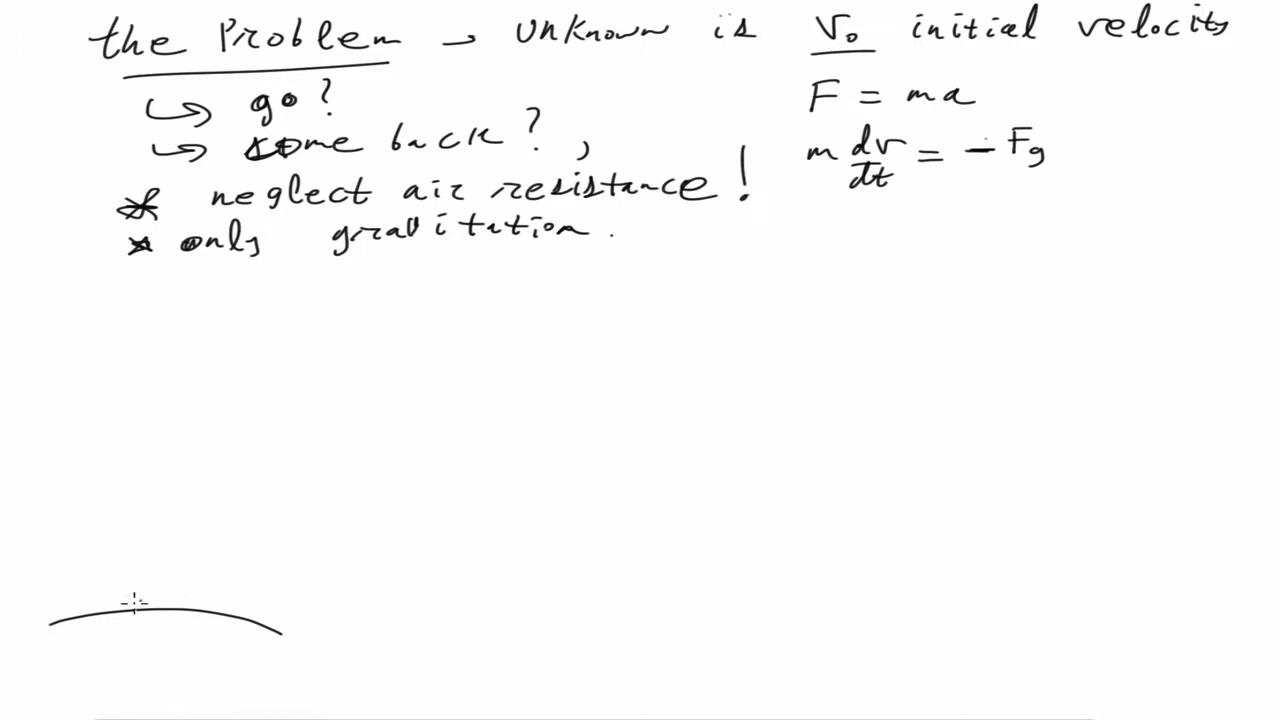 the Problem → Unknown is V₀ initial velocity
↳ go?
↳ come back?,
* neglect air resistance!
* only gravitation.
F = ma
m dv/dt = - Fg